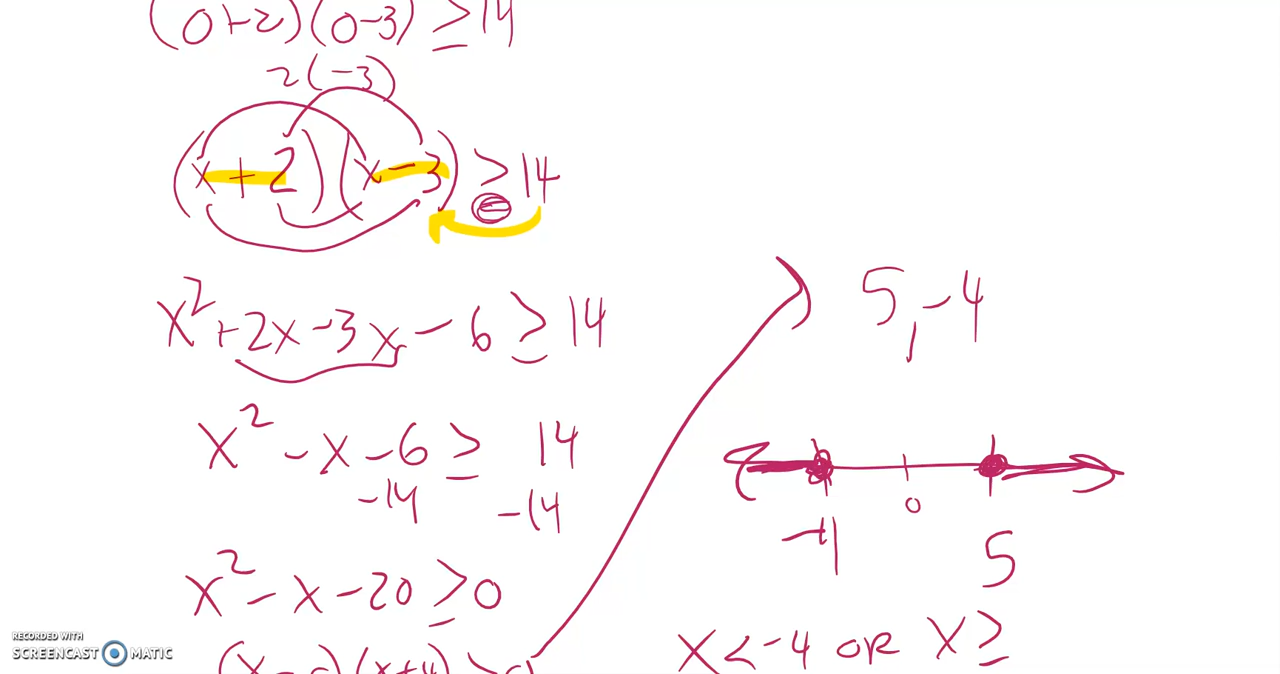 (0+2)(0-3) ≥ 14
2(-3)
(x+2)(x-3) ≥ 14
x² +2x -3x - 6 ≥ 14
x² - x - 6 ≥ 14
-14 -14
x² - x - 20 ≥ 0
5, -4
0
-4 5
x < -4 OR x ≥
RECORDED WITH
SCREENCAST MATIC